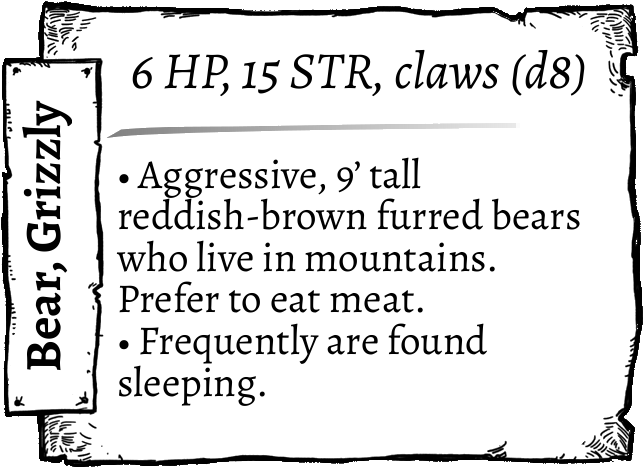 Bear, Grizzly
6 HP, 15 STR, claws (d8)
• Aggressive, 9’ tall
reddish-brown furred bears
who live in mountains.
Prefer to eat meat.
• Frequently are found
sleeping.